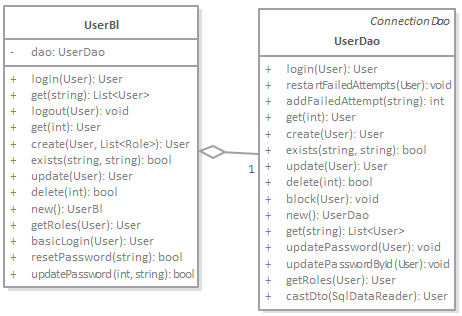 UserBl
- dao: UserDao
+ login(User): User
+ get(string): List<User>
+ logout(User): void
+ get(int): User
+ create(User, List<Role>): User
+ exists(string, string): bool
+ update(User): User
+ delete(int): bool
+ new(): UserBl
+ getRoles(User): User
+ basicLogin(User): User
+ resetPassword(string): bool
+ updatePassword(int, string): bool
1
ConnectionDao
UserDao
+ login(User): User
+ restartFailedAttempts(User): void
+ addFailedAttempt(string): int
+ get(int): User
+ create(User): User
+ exists(string, string): bool
+ update(User): User
+ delete(int): bool
+ block(User): void
+ new(): UserDao
+ get(string): List<User>
+ updatePassword(User): void
+ updatePasswordById(User): void
+ getRoles(User): User
+ castDto(SqlDataReader): User